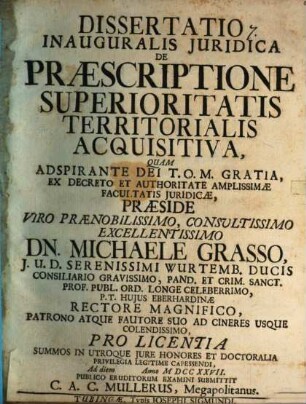 DISSERTATIO 7.
INAUGURALIS JURIDICA
DE
PRÆSCRIPTIONE
SUPERIORITATIS
TERRITORIALIS
ACQUISITIVA,
QUAM
ADSPIRANTE DEI T.O.M. GRATIA,
EX DECRETO ET AUTHORITATE AMPLISSIMÆ
FACULTATIS JURIDICÆ,
PRÆSIDE
VIRO PRÆNOBILISSIMO, CONSULTISSIMO
EXCELLENTISSIMO
DN. MICHAELE GRASSO,
J. U. D. SERENISSIMI WURTEMB. DUCIS
CONSILIARIO GRAVISSIMO, PAND. ET CRIM. SANCT.
PROF. PUBL. ORD. LONGE CELEBERRIMO,
P. T. HUJUS EBERHARDINÆ
RECTORE MAGNIFICO,
PATRONO ATQUE FAUTORE SUO AD CINERES USQUE
COLENDISSIMO,
PRO LICENTIA
SUMMOS IN UTROQUE JURE HONORES ET DOCTORALIA
PRIVILEGIA LEGITIME CAPESSENDI,
Ad diem Anno M DCC XXVII.
PUBLICO ERUDITORUM EXAMINI SUBMITTIT
C. A. C. MULLERUS, Megapolitanus.
TUBINGÆ, Typis JOSEPHI SIGMUNDI